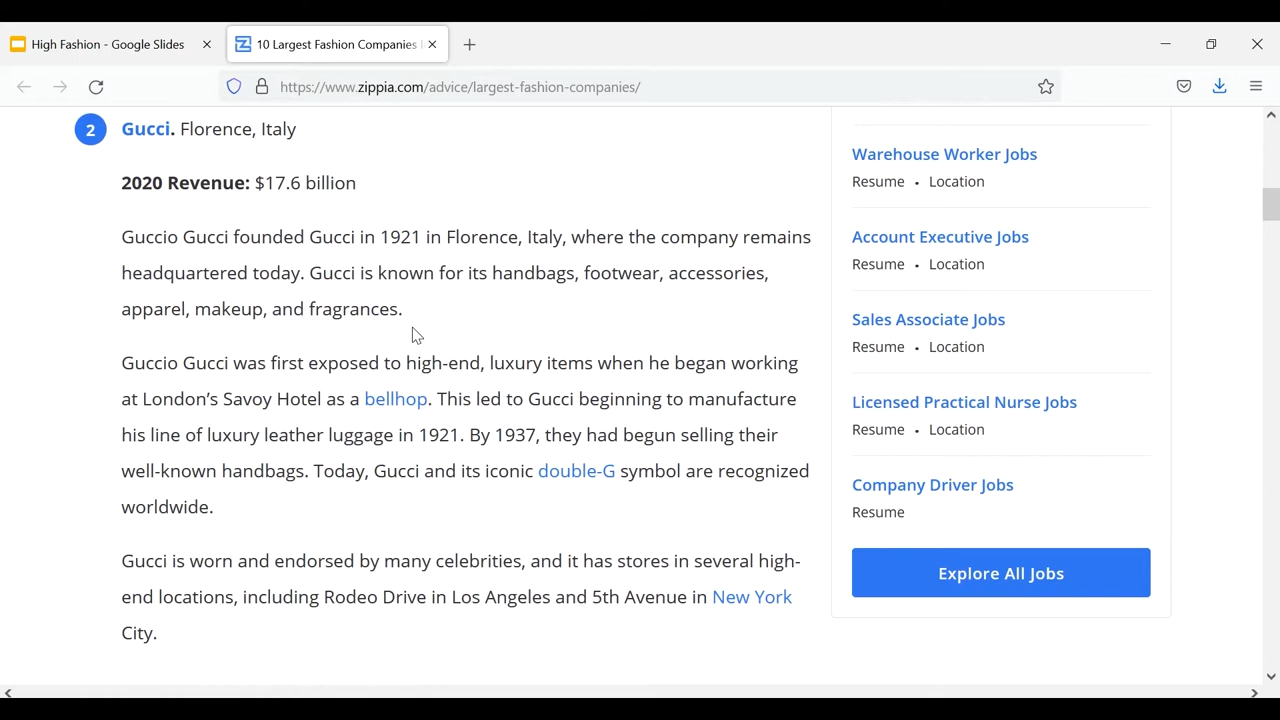 High Fashion - Google Slides
10 Largest Fashion Companies
https://www.zippia.com/advice/largest-fashion-companies/
2
Gucci. Florence, Italy
2020 Revenue: $17.6 billion
Guccio Gucci founded Gucci in 1921 in Florence, Italy, where the company remains
headquartered today. Gucci is known for its handbags, footwear, accessories,
apparel, makeup, and fragrances.
Guccio Gucci was first exposed to high-end, luxury items when he began working
at London’s Savoy Hotel as a bellhop. This led to Gucci beginning to manufacture
his line of luxury leather luggage in 1921. By 1937, they had begun selling their
well-known handbags. Today, Gucci and its iconic double-G symbol are recognized
worldwide.
Gucci is worn and endorsed by many celebrities, and it has stores in several high-
end locations, including Rodeo Drive in Los Angeles and 5th Avenue in New York
City.
Warehouse Worker Jobs
Resume • Location
Account Executive Jobs
Resume • Location
Sales Associate Jobs
Resume • Location
Licensed Practical Nurse Jobs
Resume • Location
Company Driver Jobs
Resume
Explore All Jobs